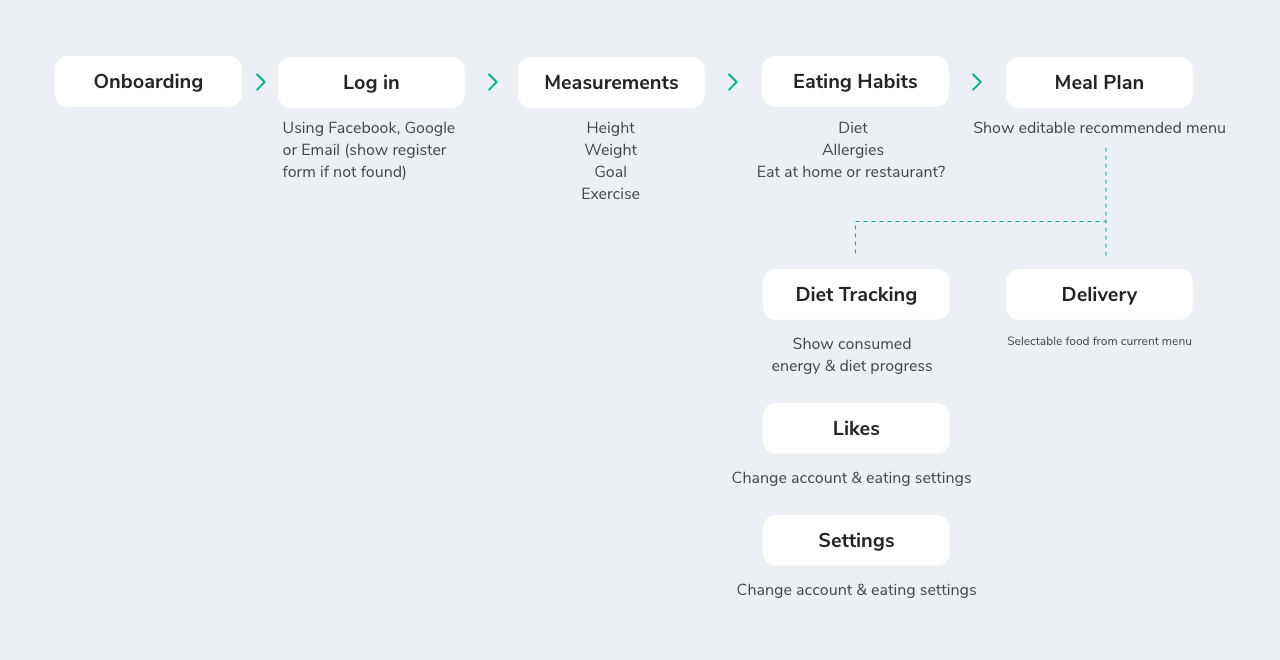 Onboarding
Log in
Using Facebook, Google
or Email (show register
form if not found)
Measurements
Height
Weight
Goal
Exercise
Eating Habits
Diet
Allergies
Eat at home or restaurant?
Meal Plan
Show editable recommended menu
Diet Tracking
Show consumed
energy & diet progress
Delivery
Selectable food from current menu
Likes
Change account & eating settings
Settings
Change account & eating settings